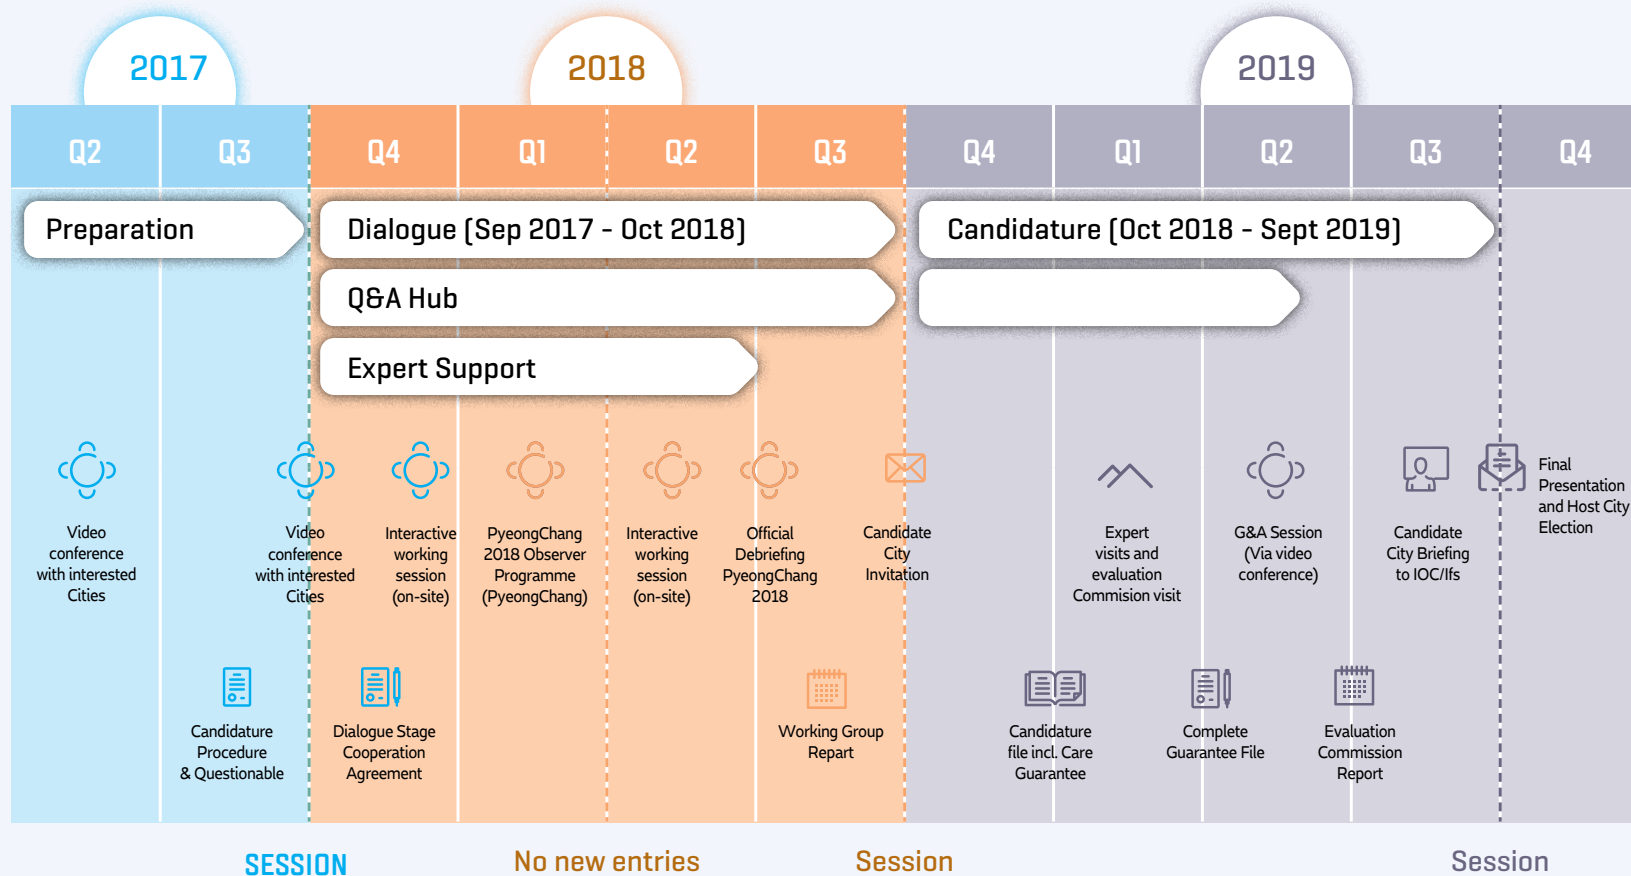 2017
2018
2019
Q2
Q3
Q4
Q1
Q2
Q3
Q4
Q1
Q2
Q3
Q4
Preparation
Dialogue (Sep 2017 - Oct 2018)
Candidature (Oct 2018 - Sept 2019)
Q&A Hub
Expert Support
Video
conference
with interested
Cities
Video
conference
with interested
Cities
Interactive
working
session
(on-site)
PyeongChang
2018 Observer
Programme
(PyeongChang)
Interactive
working
session
(on-site)
Official
Debriefing
PyeongChang
2018
Candidate
City
Invitation
Expert
visits and
evaluation
Commision visit
G&A Session
(Via video
conference)
Candidate
City Briefing
to IOC/Ifs
Final
Presentation
and Host City
Election
Candidature
Procedure
& Questionable
Dialogue Stage
Cooperation
Agreement
Working Group
Repart
Candidature
file incl. Care
Guarantee
Complete
Guarantee File
Evaluation
Commission
Report
SESSION
No new entries
Session
Session